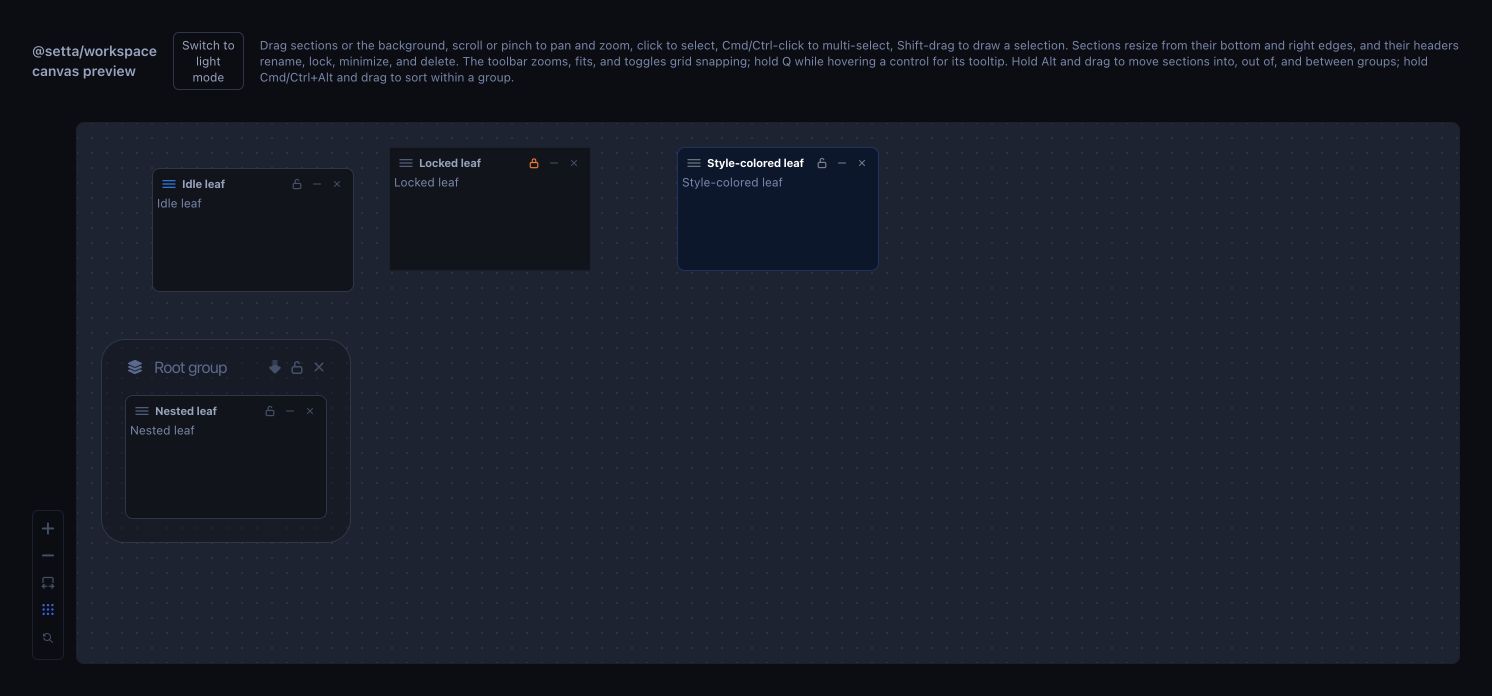 @setta/workspace
canvas preview
Switch to
light
mode
Drag sections or the background, scroll or pinch to pan and zoom, click to select, Cmd/Ctrl-click to multi-select, Shift-drag to draw a selection. Sections resize from their bottom and right edges, and their headers
rename, lock, minimize, and delete. The toolbar zooms, fits, and toggles grid snapping; hold Q while hovering a control for its tooltip. Hold Alt and drag to move sections into, out of, and between groups; hold
Cmd/Ctrl+Alt and drag to sort within a group.
Idle leaf
Idle leaf
Locked leaf
Locked leaf
Style-colored leaf
Style-colored leaf
Root group
Nested leaf
Nested leaf